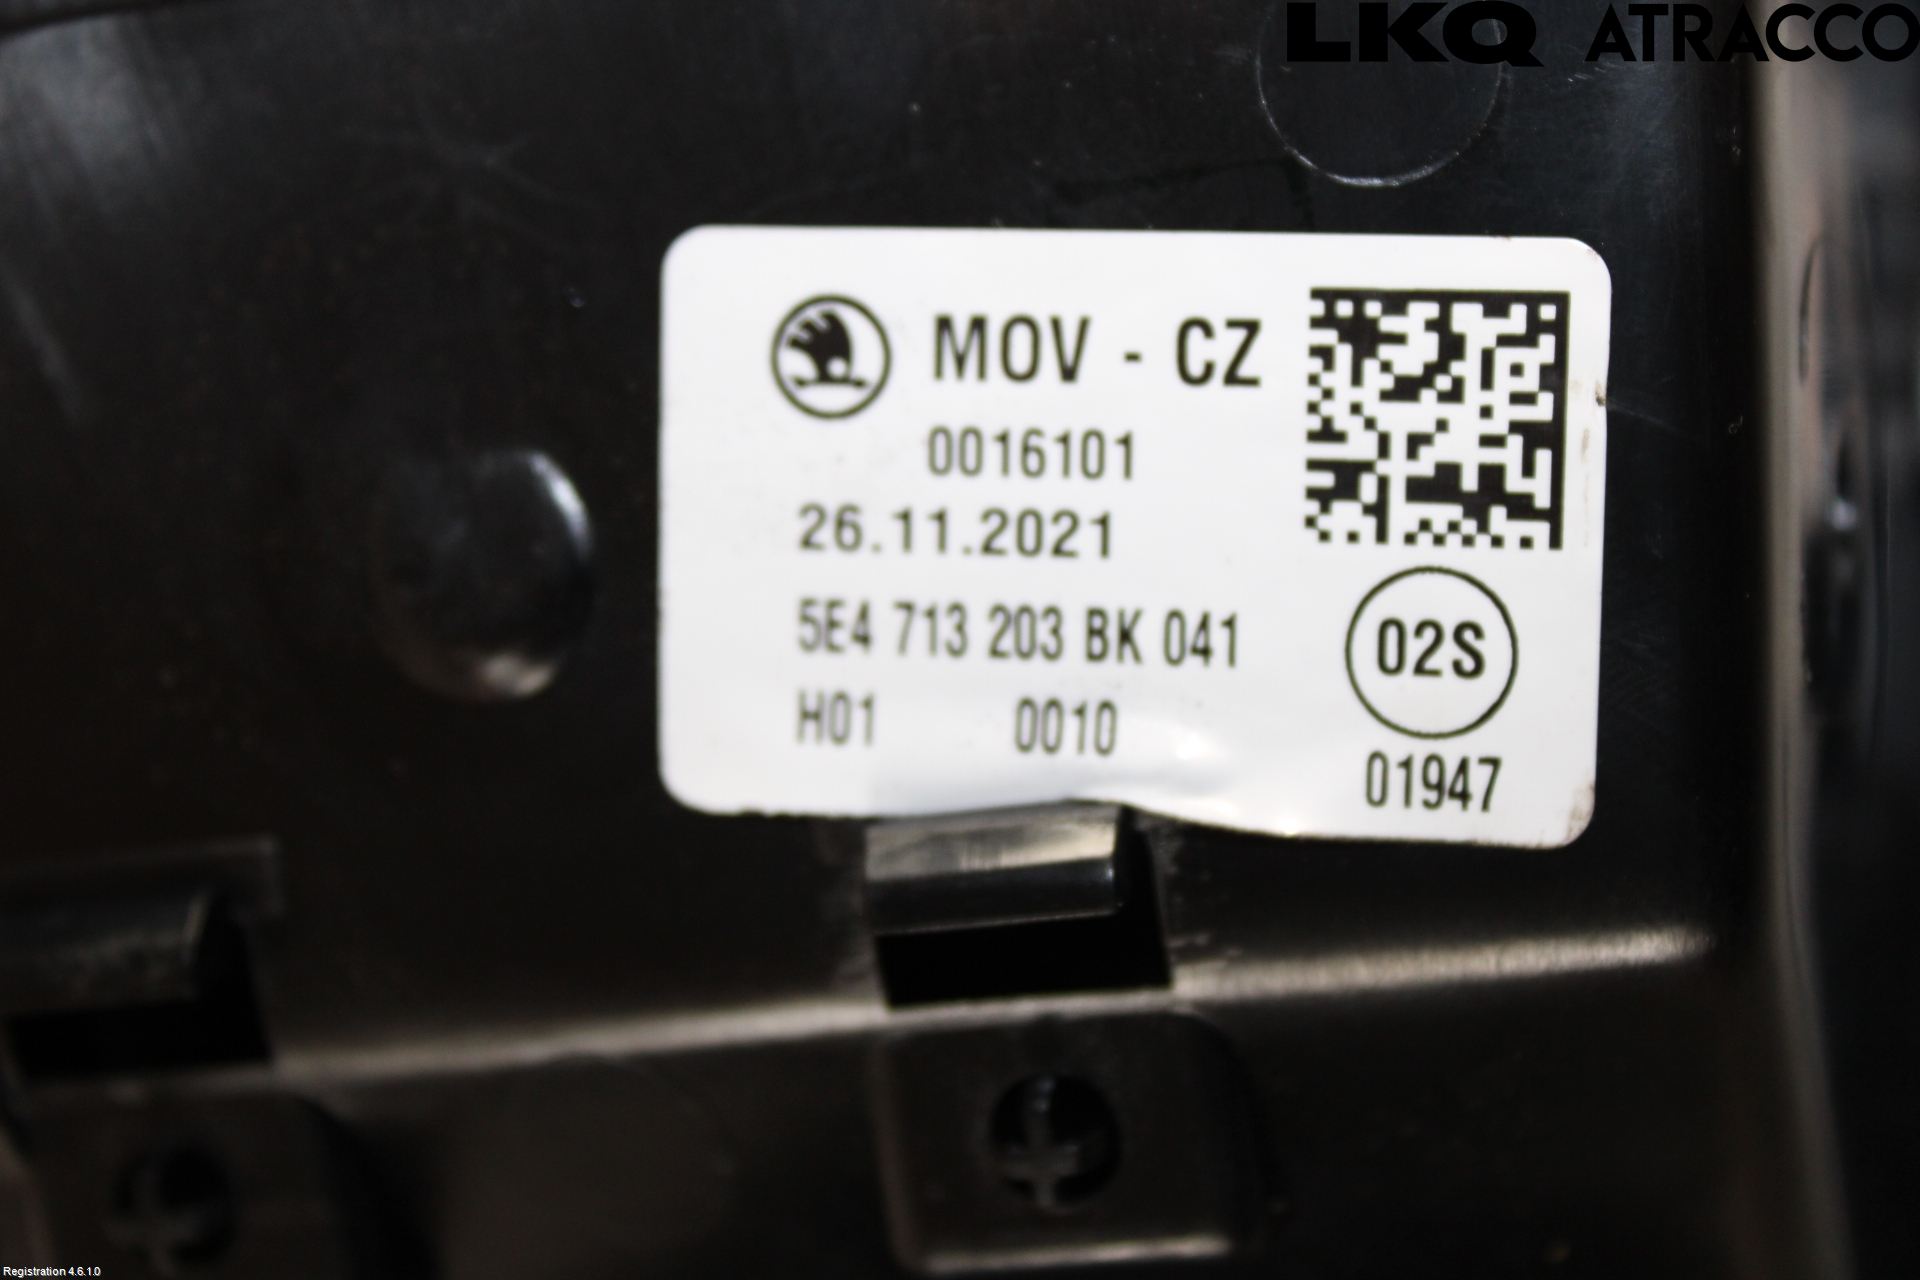 LKQ ATRACCO
MOV - CZ
0016101
26.11.2021
5E4 713 203 BK 041
H01 0010
02S
01947
Registration 4.6.1.0